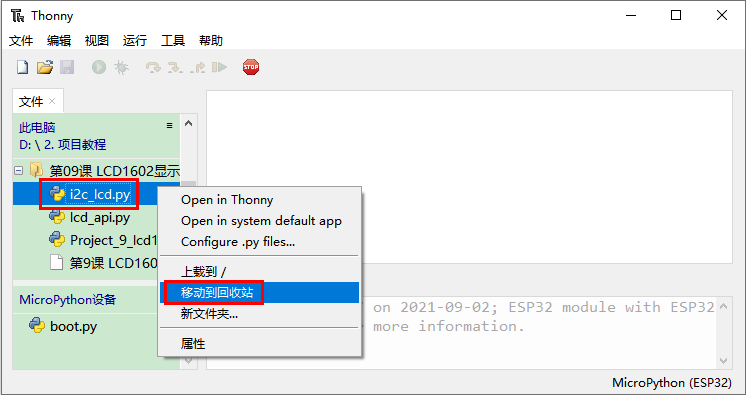 Thonny
文件 编辑 视图 运行 工具 帮助
STOP
文件 ×
此电脑 ≡
D: \ 2. 项目教程
第09课 LCD1602显示
i2c_lcd.py
lcd_api.py
Project_9_lcd1
第9课 LCD160
Open in Thonny
Open in system default app
Configure .py files...
上载到 /
移动到回收站
新文件夹...
属性
MicroPython设备
boot.py
on 2021-09-02; ESP32 module with ESP32
more information.
MicroPython (ESP32)